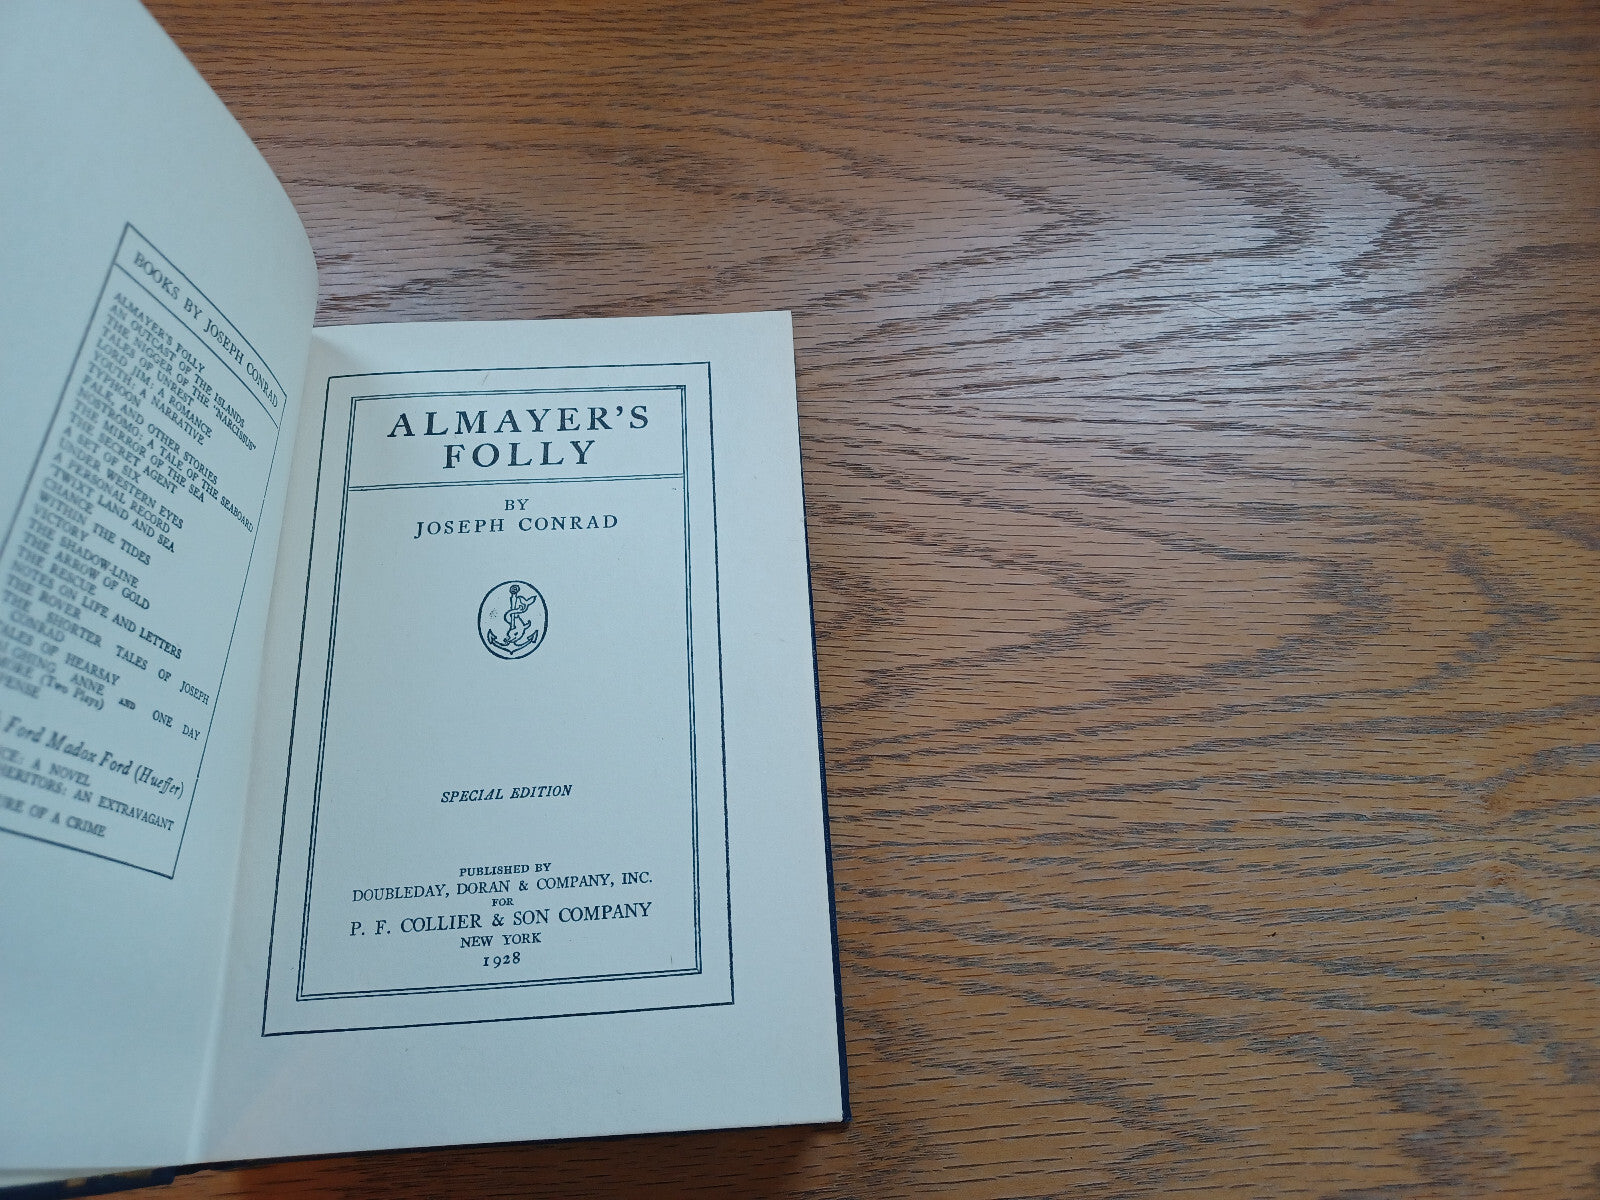 BOOKS BY JOSEPH CONRAD
ALMAYER'S FOLLY
AN OUTCAST OF THE ISLANDS
THE NIGGER OF THE "NARCISSUS"
TALES OF UNREST
LORD JIM: A ROMANCE
YOUTH: A NARRATIVE
TYPHOON
FALK, AND OTHER STORIES
NOSTROMO: A TALE OF THE SEABOARD
THE MIRROR OF THE SEA
THE SECRET AGENT
A SET OF SIX
UNDER WESTERN EYES
A PERSONAL RECORD
'TWIXT LAND AND SEA
CHANCE
WITHIN THE TIDES
VICTORY
THE SHADOW-LINE
THE ARROW OF GOLD
THE RESCUE
NOTES ON LIFE AND LETTERS
THE ROVER
THE SHORTER TALES OF JOSEPH
CONRAD
TALES OF HEARSAY
ANNE AND ONE DAY
MORE (Two Plays)
Ford Madox Ford (Hueffer)
A NOVEL
AN EXTRAVAGANT
OF A CRIME
ALMAYER'S
FOLLY
BY
JOSEPH CONRAD
SPECIAL EDITION
PUBLISHED BY
DOUBLEDAY, DORAN & COMPANY, INC.
FOR
P. F. COLLIER & SON COMPANY
NEW YORK
1928